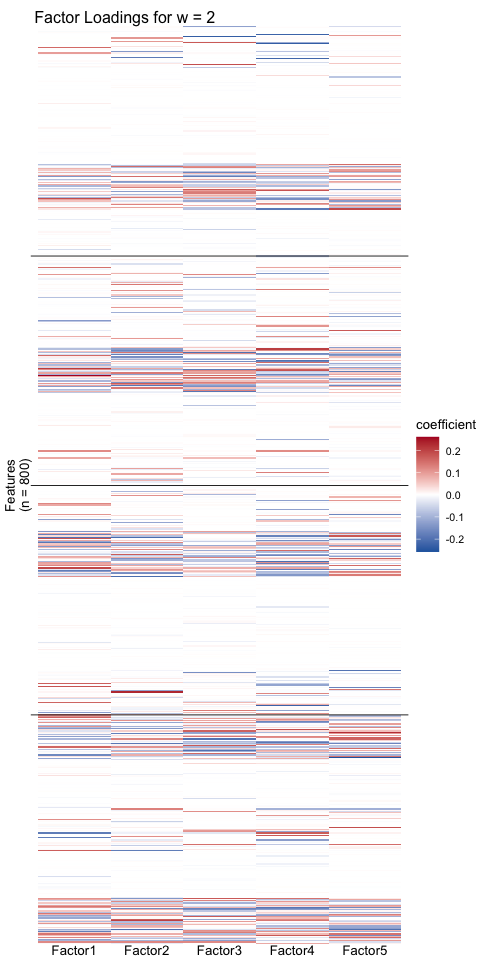 Factor Loadings for w = 2
Features
(n = 800)
coefficient
0.2
0.1
0.0
-0.1
-0.2
Factor1 Factor2 Factor3 Factor4 Factor5